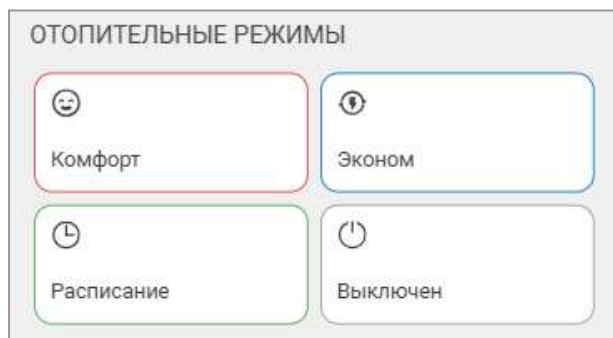 ОТОПИТЕЛЬНЫЕ РЕЖИМЫ
Комфорт
Эконом
Расписание
Выключен